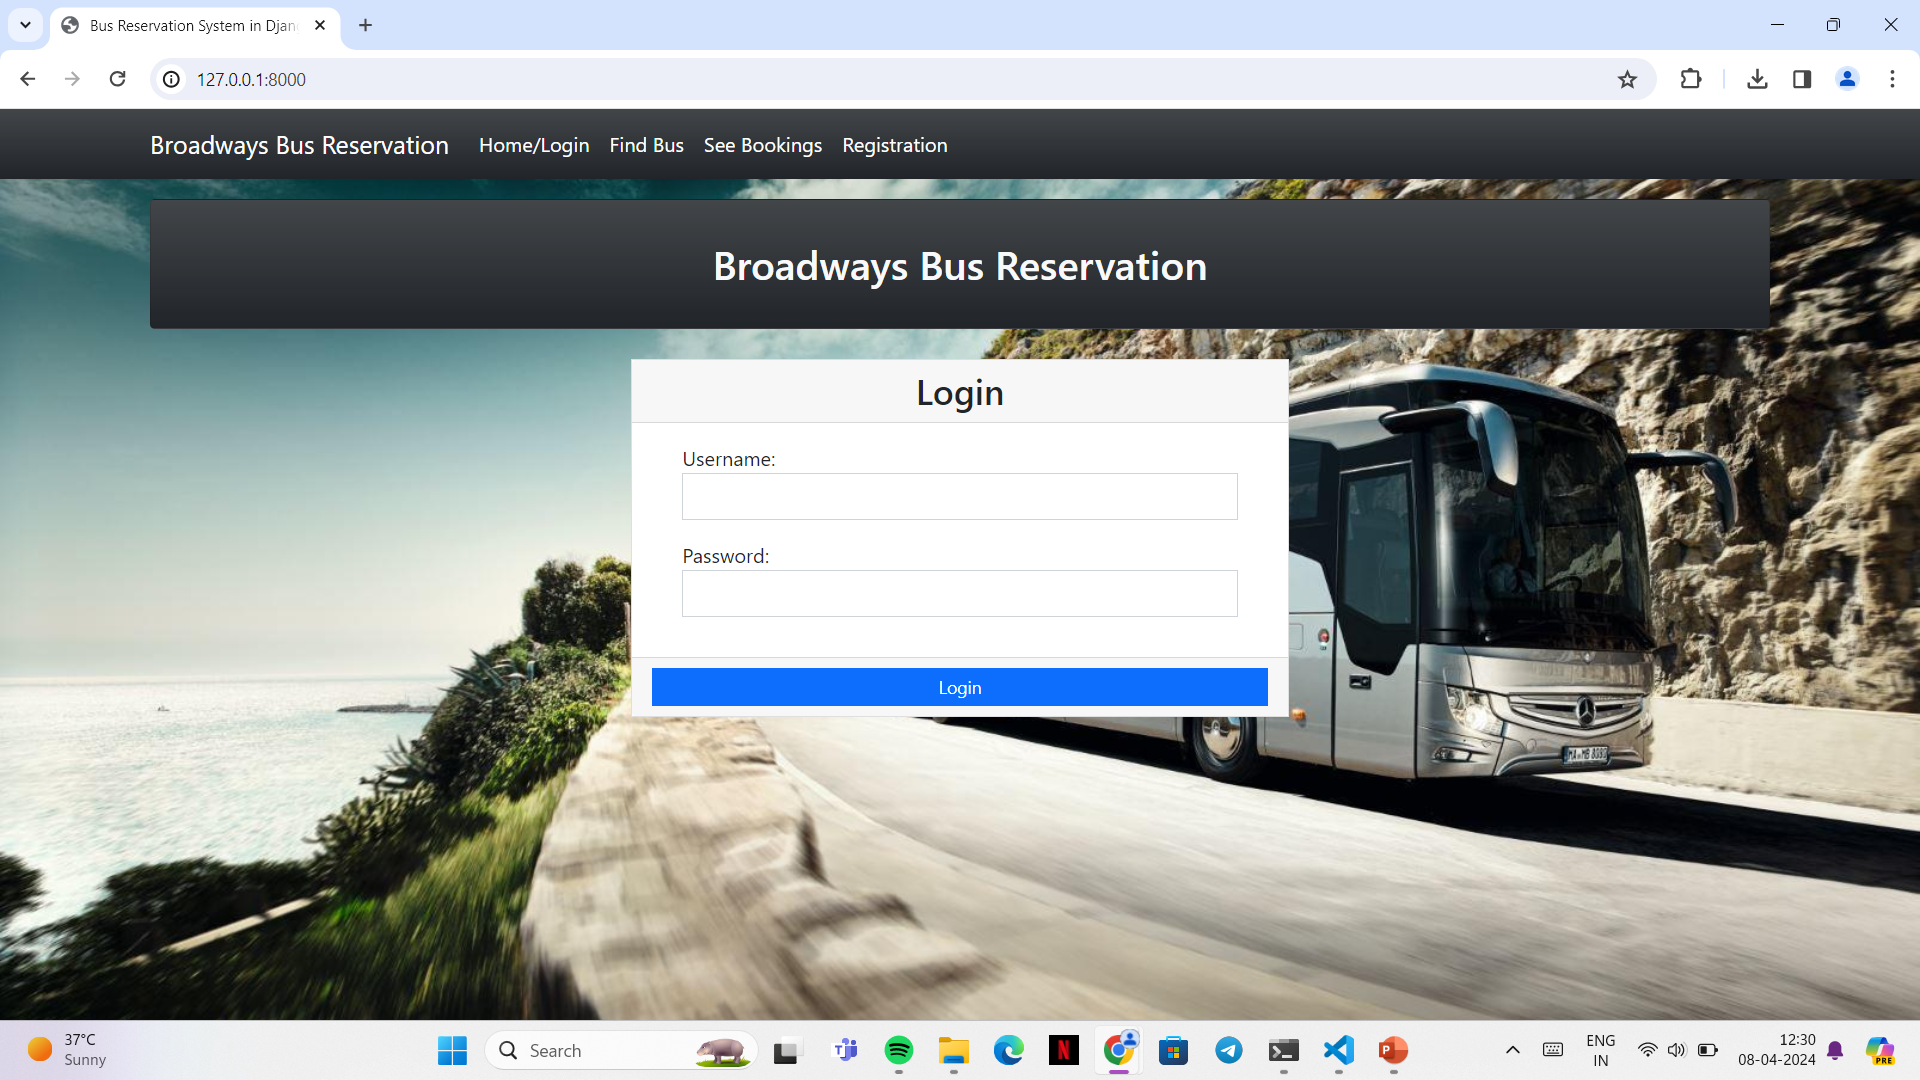 Bus Reservation System in Djan
127.0.0.1:8000
Broadways Bus Reservation Home/Login Find Bus See Bookings Registration
Broadways Bus Reservation
Login
Username:
Password:
Login
37°C
Sunny
Search
ENG
IN
12:30
08-04-2024
PRE